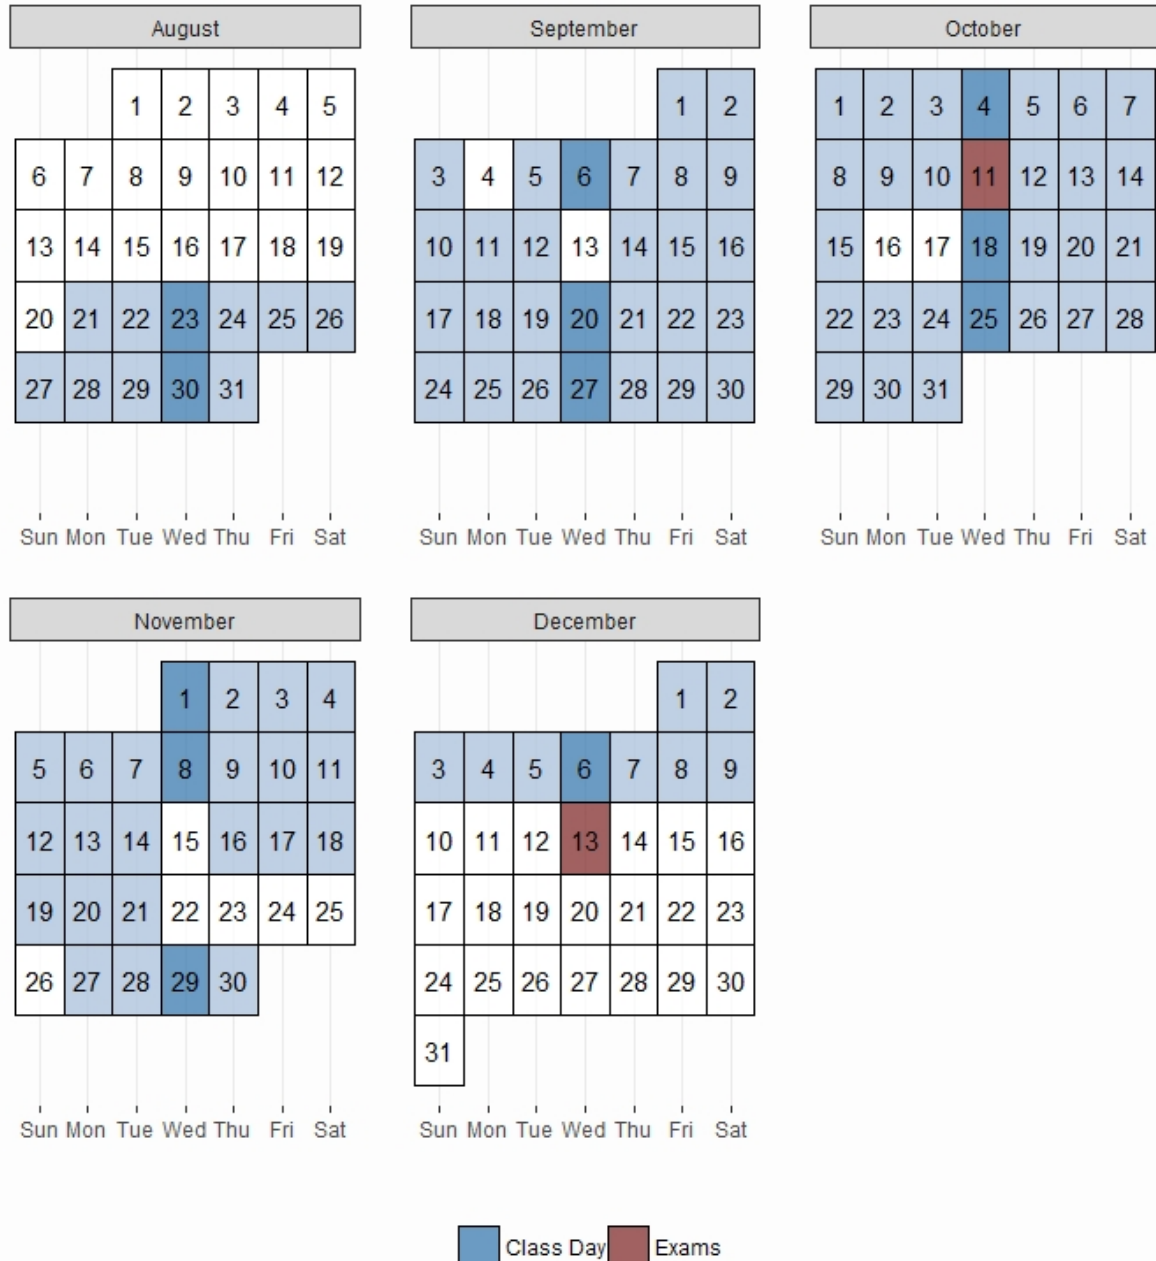 August September October
1 2 3 4 5 1 2 1 2 3 4 5 6 7
6 7 8 9 10 11 12 3 4 5 6 7 8 9 8 9 10 11 12 13 14
13 14 15 16 17 18 19 10 11 12 13 14 15 16 15 16 17 18 19 20 21
20 21 22 23 24 25 26 17 18 19 20 21 22 23 22 23 24 25 26 27 28
27 28 29 30 31 24 25 26 27 28 29 30 29 30 31
Sun Mon Tue Wed Thu Fri Sat Sun Mon Tue Wed Thu Fri Sat Sun Mon Tue Wed Thu Fri Sat
November December
1 2 3 4 1 2
5 6 7 8 9 10 11 3 4 5 6 7 8 9
12 13 14 15 16 17 18 10 11 12 13 14 15 16
19 20 21 22 23 24 25 17 18 19 20 21 22 23
26 27 28 29 30 24 25 26 27 28 29 30
31
Sun Mon Tue Wed Thu Fri Sat Sun Mon Tue Wed Thu Fri Sat
Class Day Exams